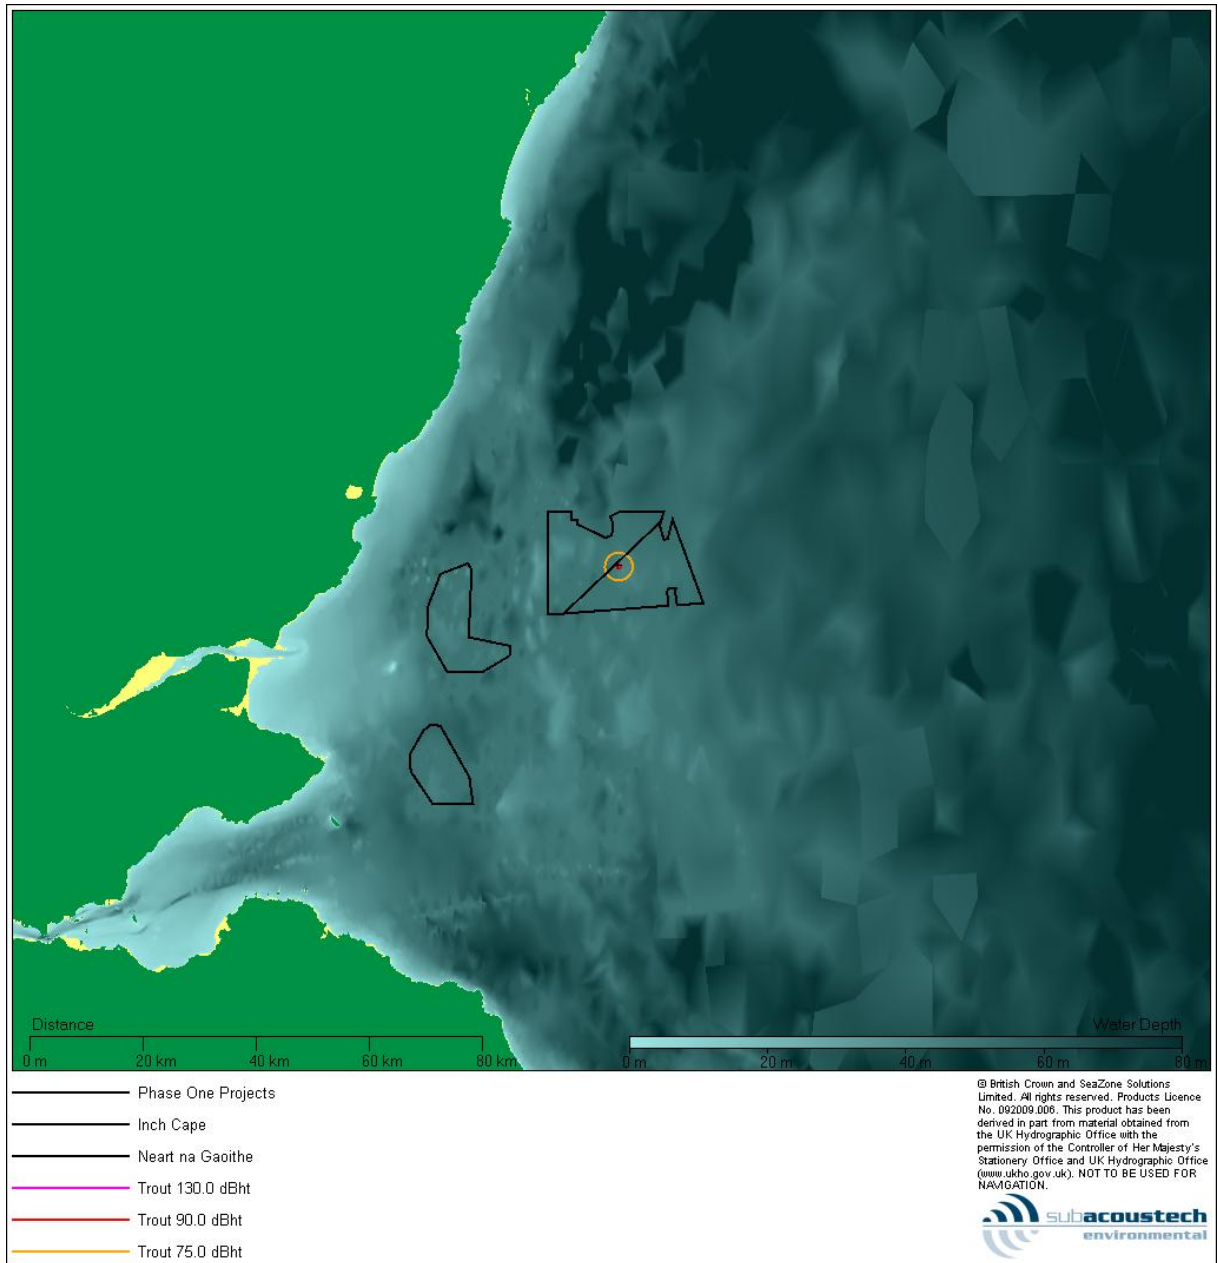 Distance
0 m 20 km 40 km 60 km 80 km
Water Depth
0 m 20 m 40 m 60 m 80 m
Phase One Projects
Inch Cape
Neart na Gaoithe
Trout 130.0 dBht
Trout 90.0 dBht
Trout 75.0 dBht
© British Crown and SeaZone Solutions
Limited. All rights reserved. Products Licence
No. 092009.006. This product has been
derived in part from material obtained from
the UK Hydrographic Office with the
permission of the Controller of Her Majesty's
Stationery Office and UK Hydrographic Office
(www.ukho.gov.uk). NOT TO BE USED FOR
NAVIGATION.
subacoustech
environmental